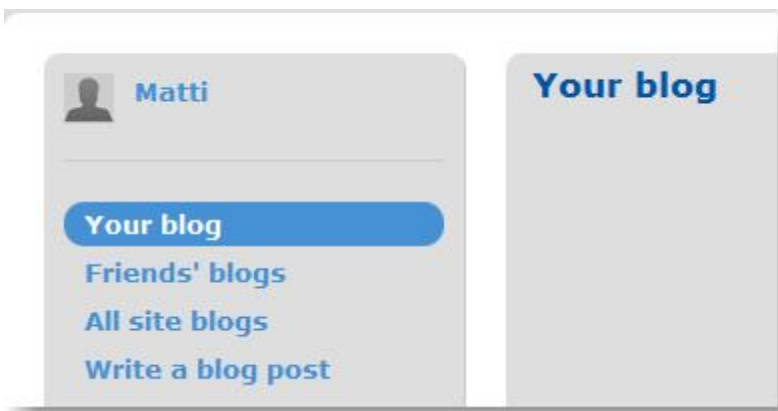 Matti
Your blog
Friends' blogs
All site blogs
Write a blog post
Your blog